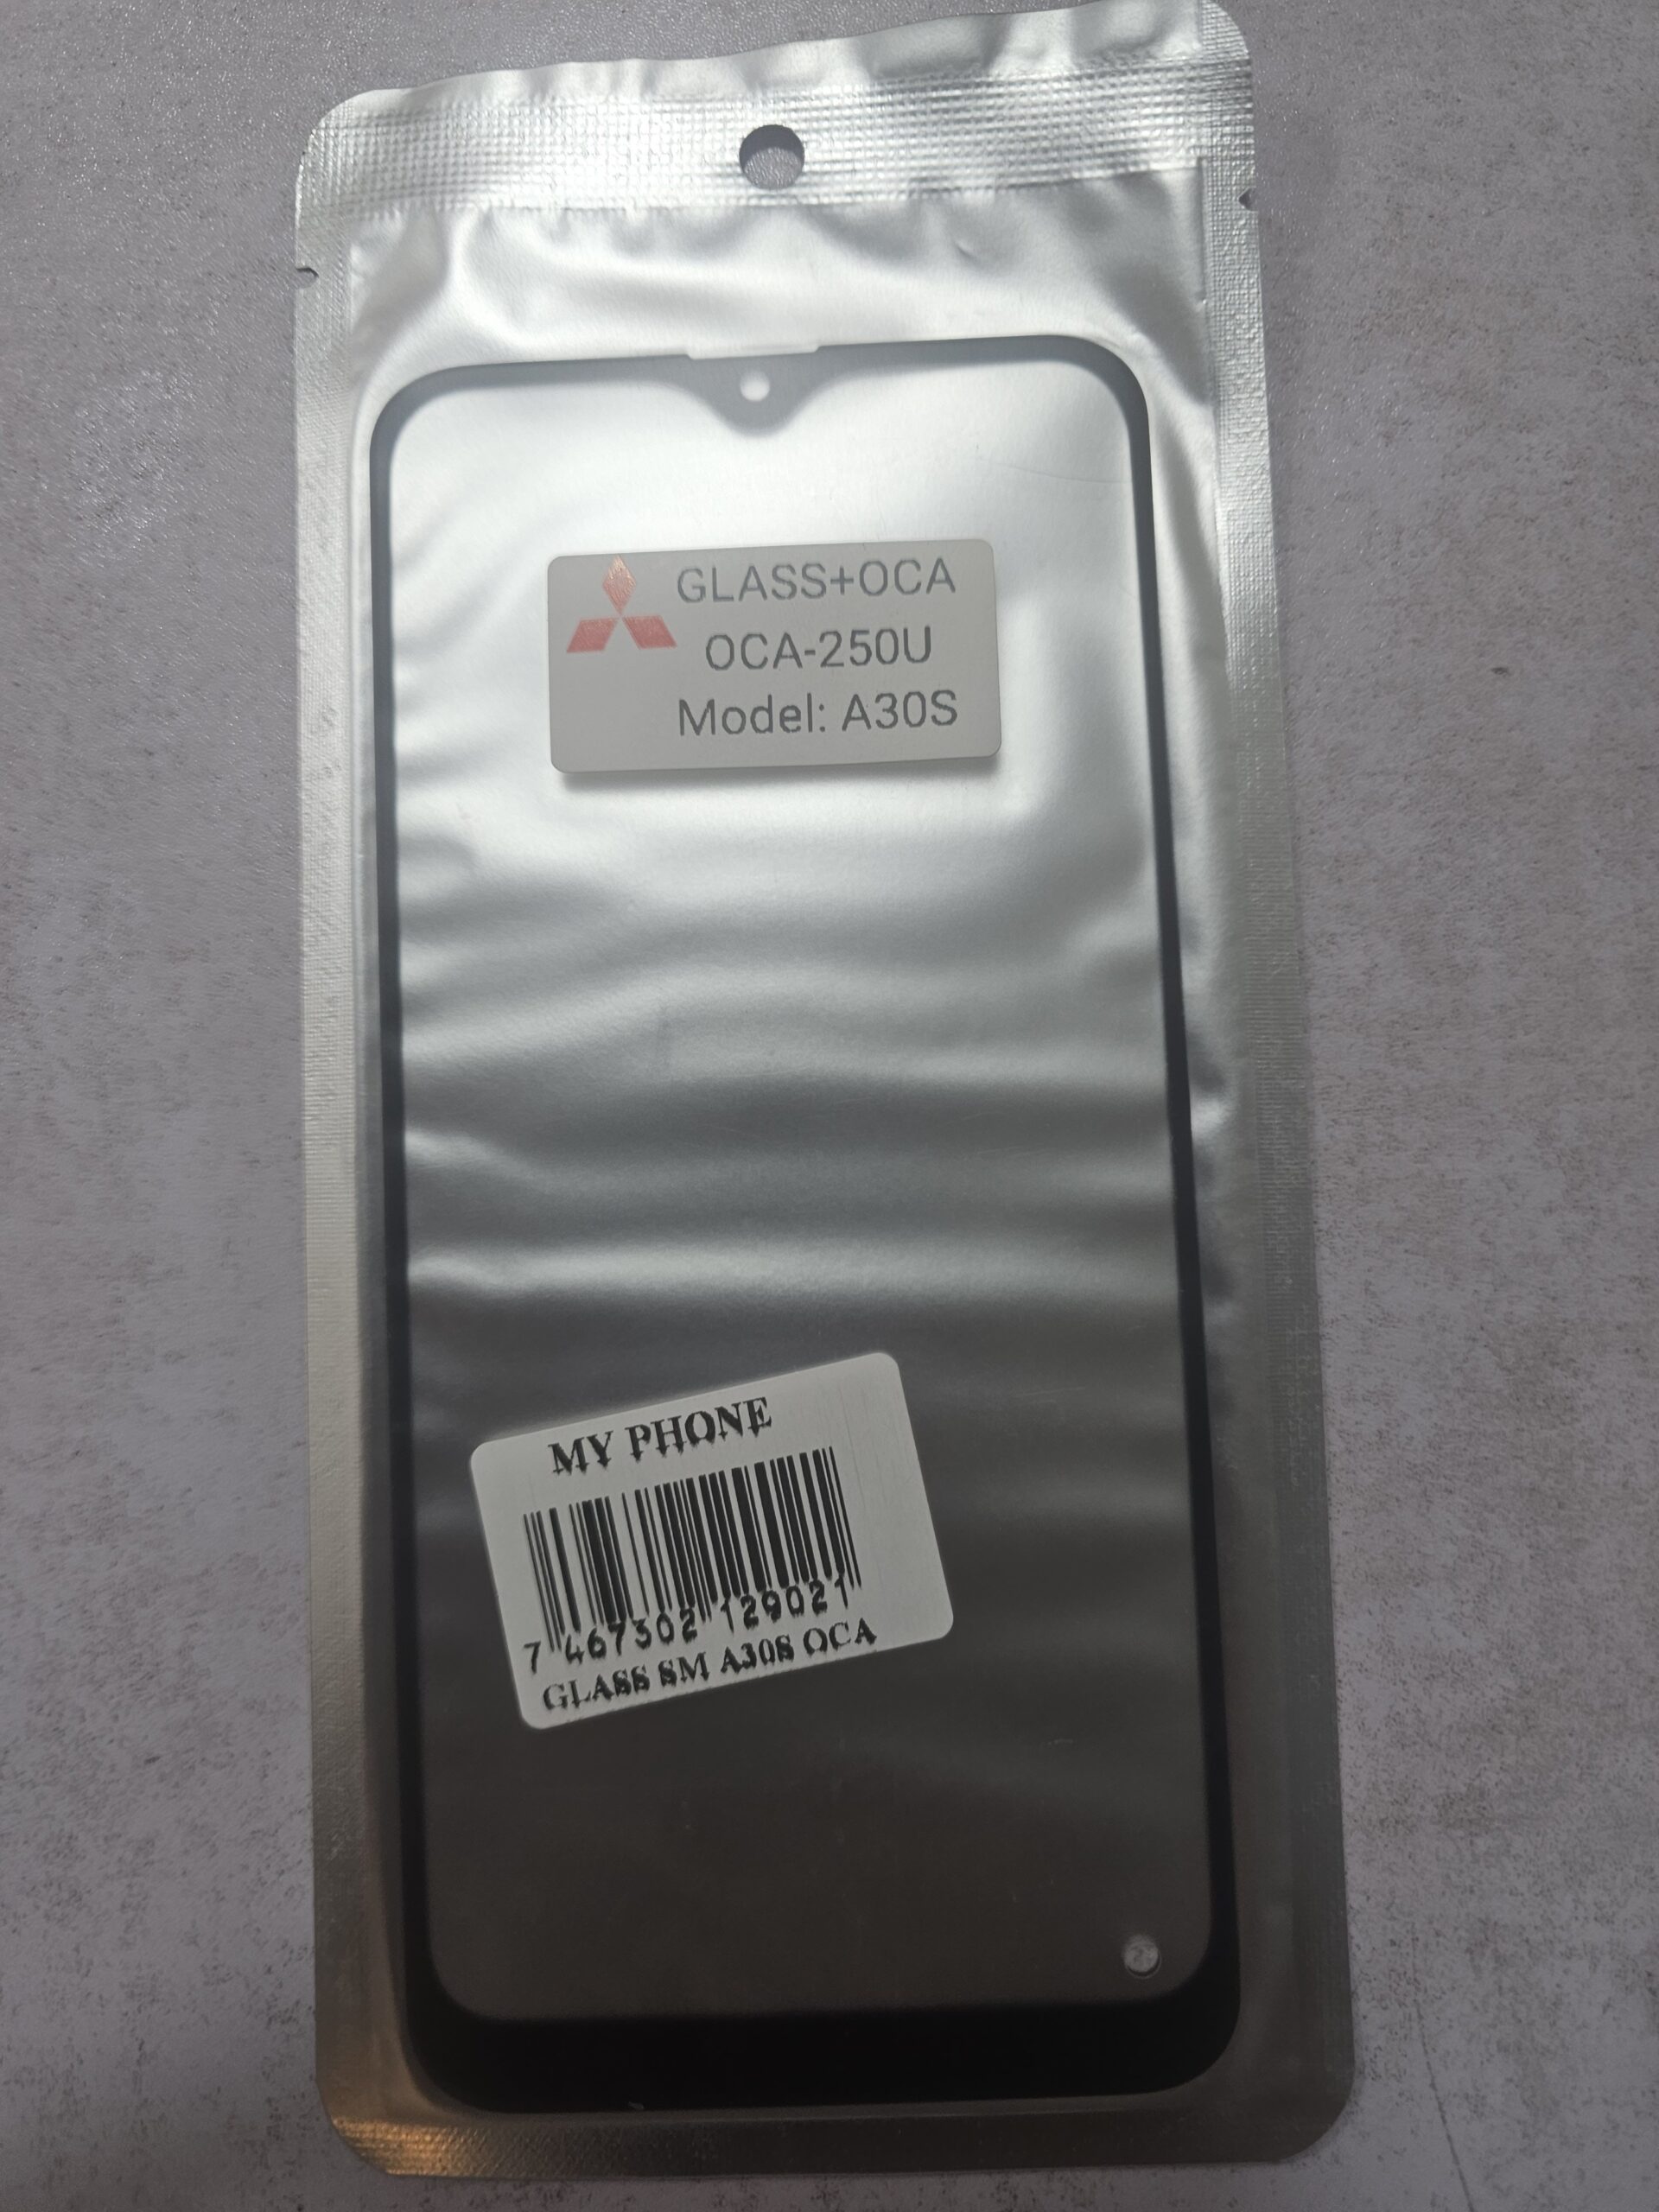 GLASS+OCA
OCA-250U
Model: A30S
MY PHONE
7 467302 129021
GLASS SM A30S OCA